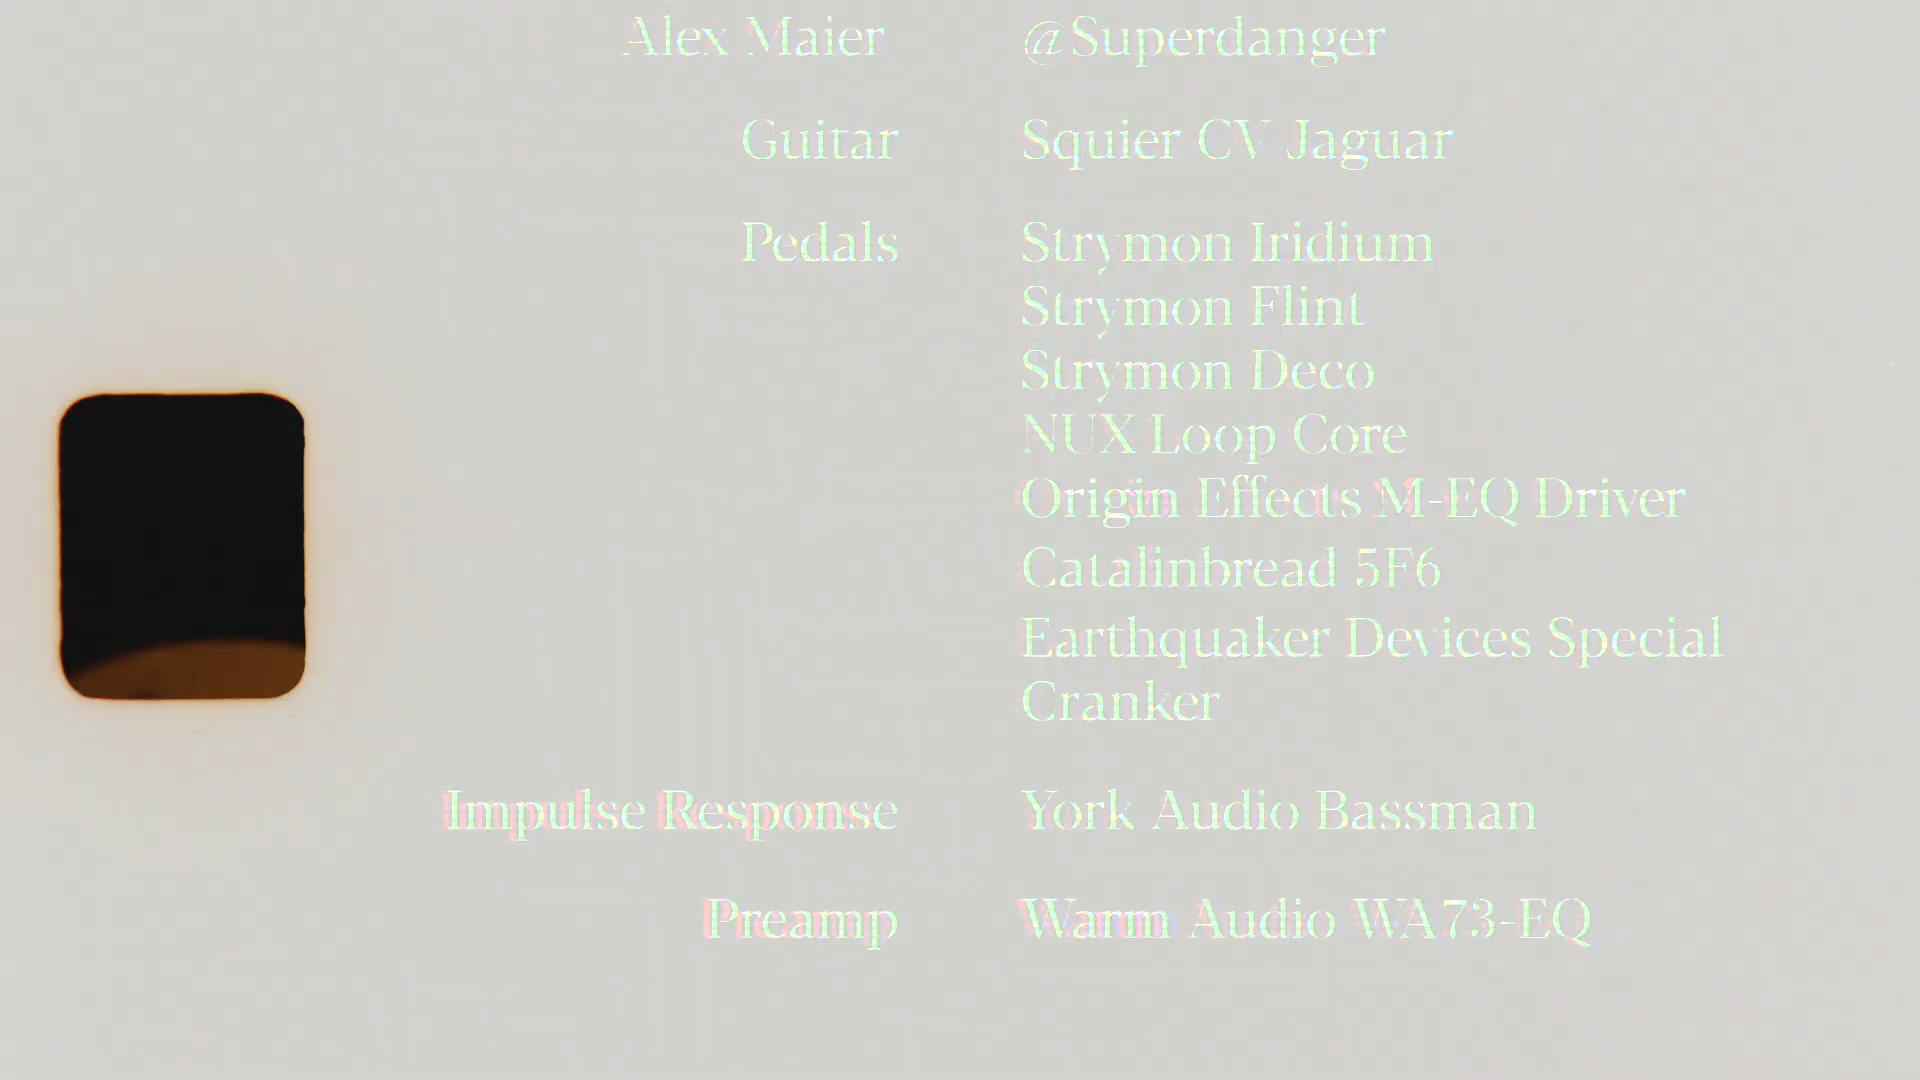 Alex Maier @Superdanger
Guitar Squier CV Jaguar
Pedals Strymon Iridium
Strymon Flint
Strymon Deco
NUX Loop Core
Origin Effects M-EQ Driver
Catalinbread 5F6
Earthquaker Devices Special
Cranker
Impulse Response York Audio Bassman
Preamp Warm Audio WA73-EQ